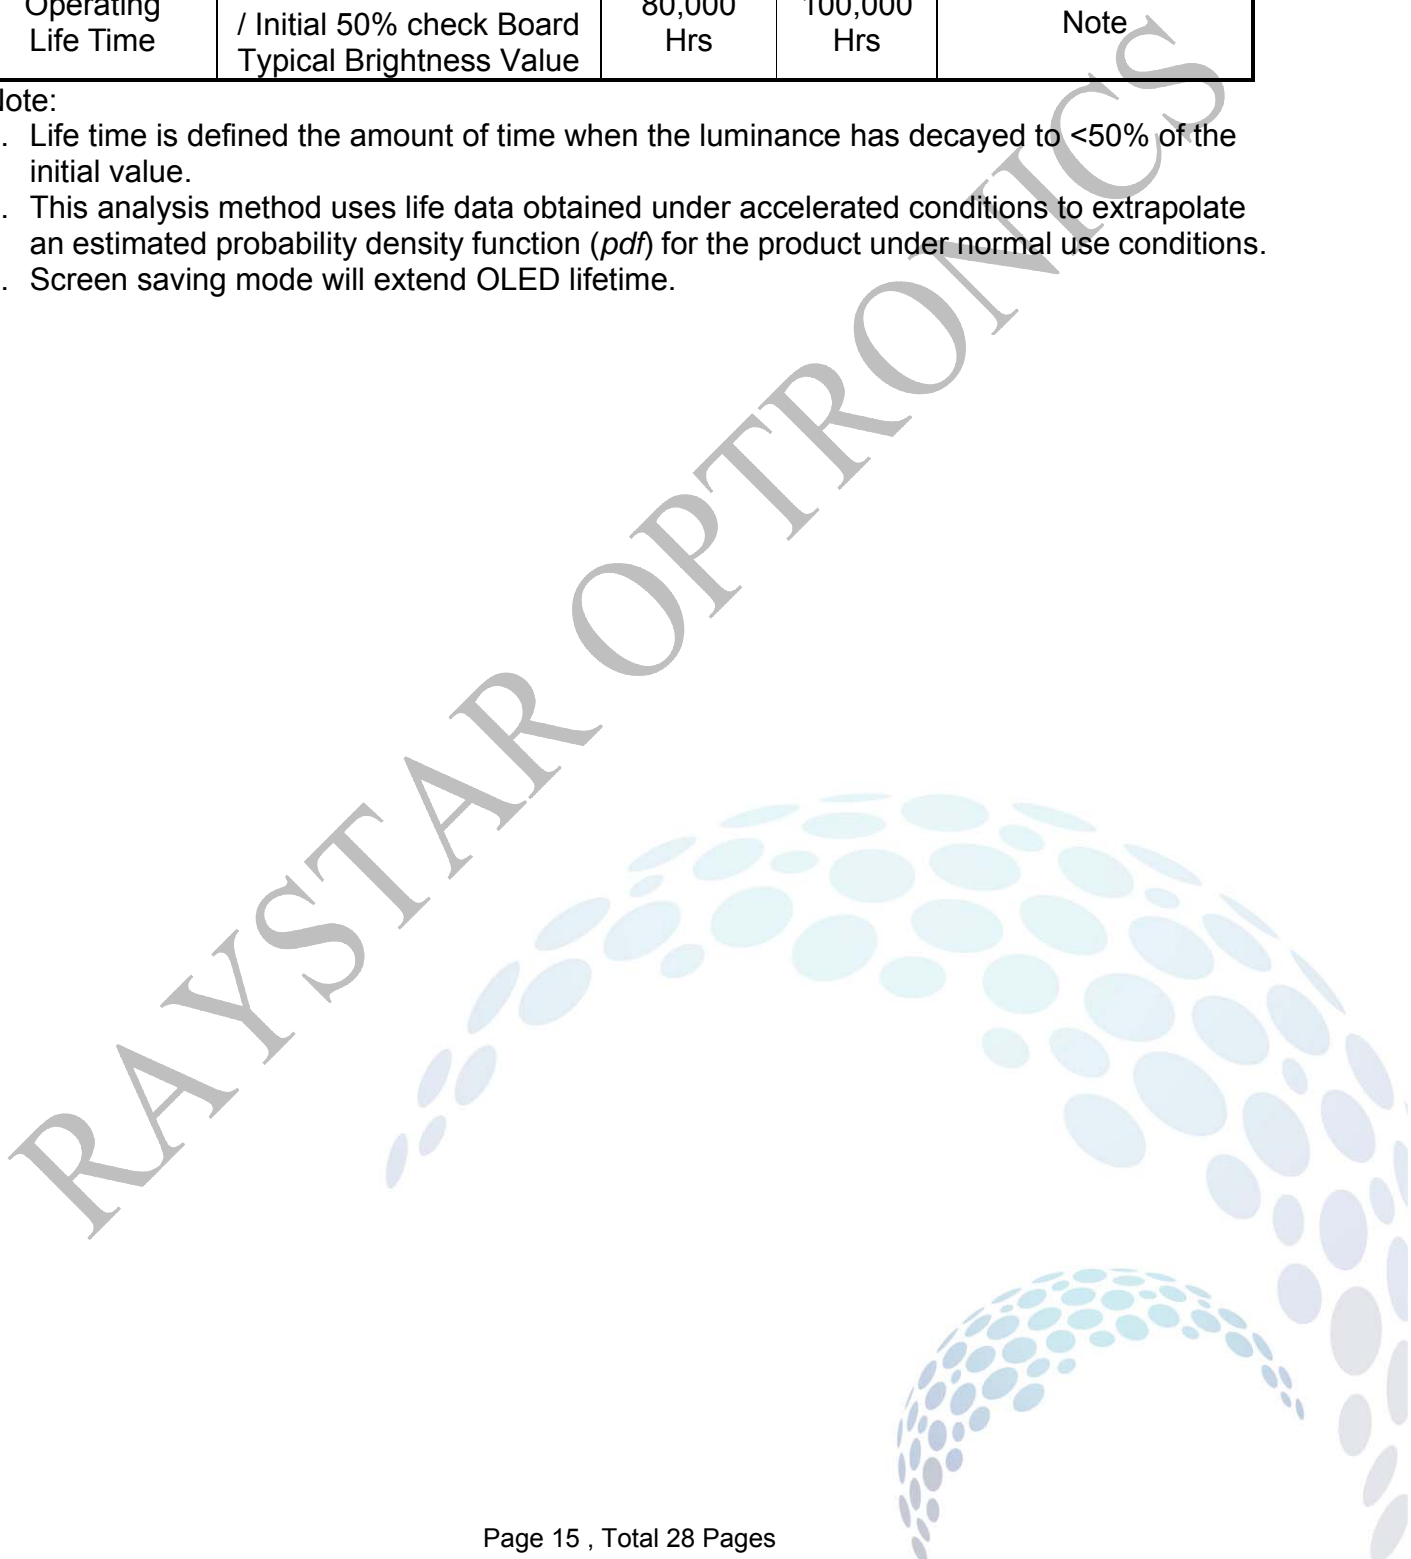 Operating
Life Time
/ Initial 50% check Board
Typical Brightness Value
80,000
Hrs
100,000
Hrs
Note
Note:
. Life time is defined the amount of time when the luminance has decayed to <50% of the
initial value.
. This analysis method uses life data obtained under accelerated conditions to extrapolate
an estimated probability density function (pdf) for the product under normal use conditions.
. Screen saving mode will extend OLED lifetime.
RAYSTAR OPTRONICS
Page 15 , Total 28 Pages